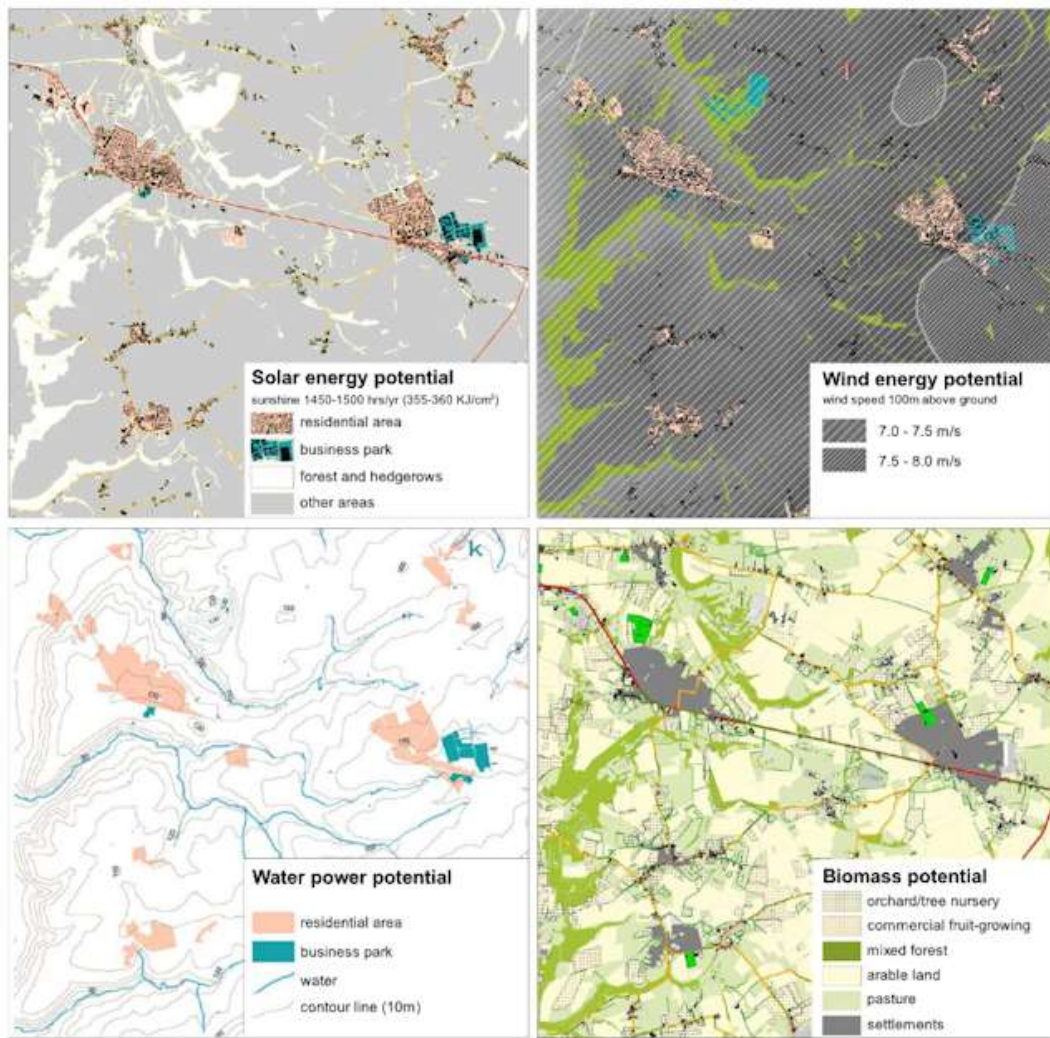 Solar energy potential
sunshine 1450-1500 hrs/yr (355-360 KJ/cm²)
residential area
business park
forest and hedgerows
other areas
Wind energy potential
wind speed 100m above ground
7.0 - 7.5 m/s
7.5 - 8.0 m/s
k
Water power potential
residential area
business park
water
contour line (10m)
Biomass potential
orchard/tree nursery
commercial fruit-growing
mixed forest
arable land
pasture
settlements